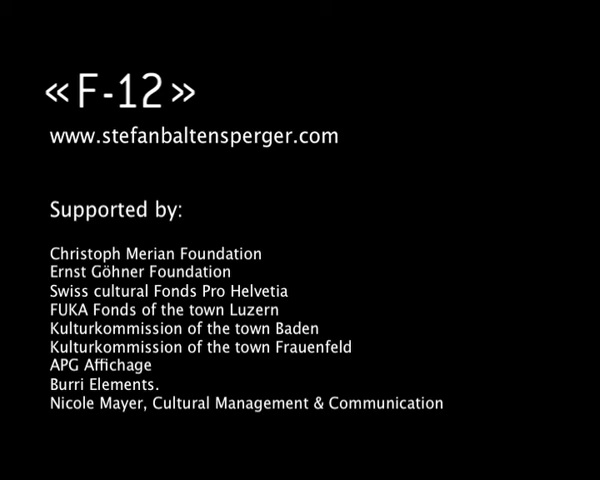 «F-12»
www.stefanbaltensperger.com
Supported by:
Christoph Merian Foundation
Ernst Göhner Foundation
Swiss cultural Fonds Pro Helvetia
FUKA Fonds of the town Luzern
Kulturkommission of the town Baden
Kulturkommission of the town Frauenfeld
APG Affichage
Burri Elements.
Nicole Mayer, Cultural Management & Communication